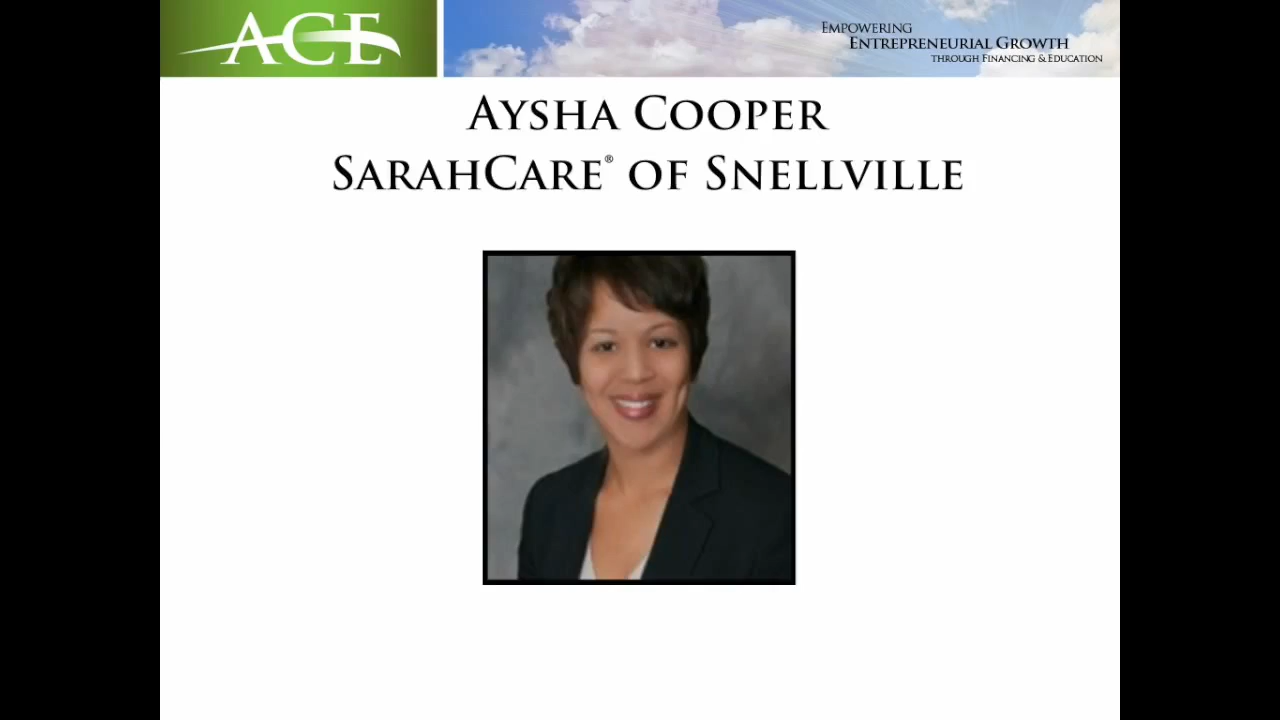 ACE
Empowering
Entrepreneurial Growth
through Financing & Education
Aysha Cooper
SarahCare® of Snellville